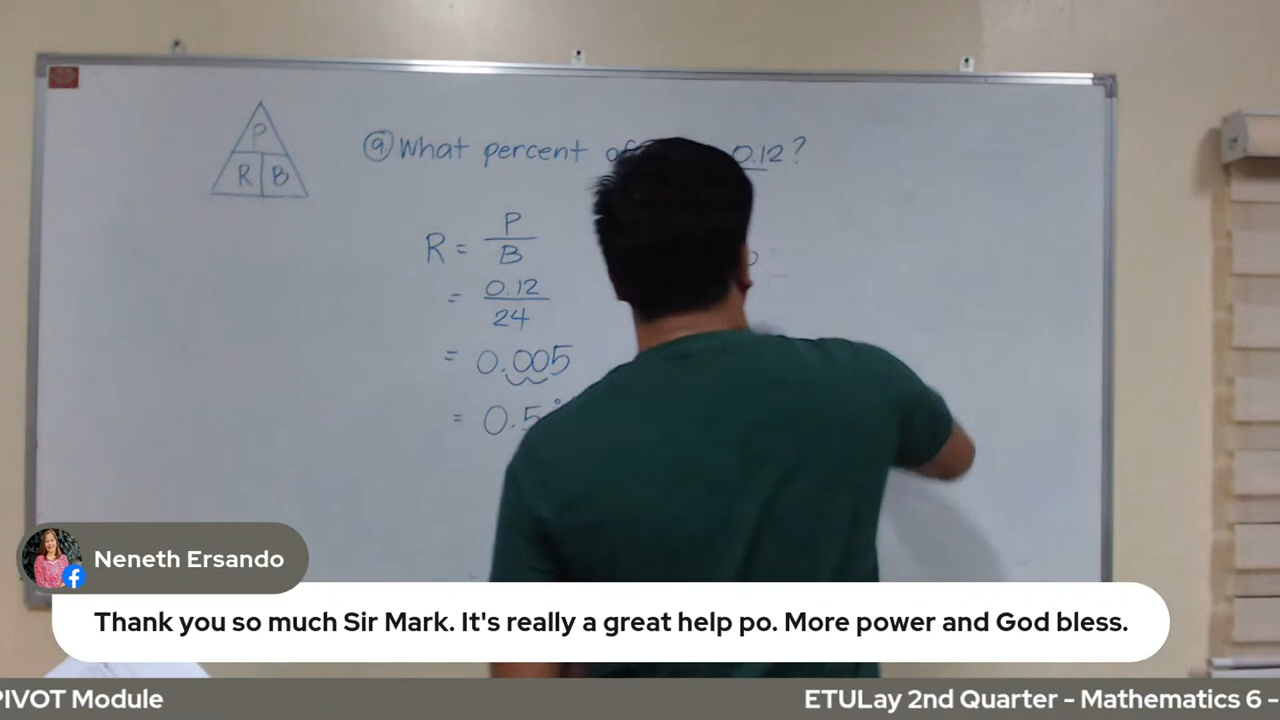 P
R B
⑨ What percent of 0.12?
R = P
B
= 0.12
24
= 0.005
= 0.5
Neneth Ersando
Thank you so much Sir Mark. It's really a great help po. More power and God bless.
PIVOT Module
ETULay 2nd Quarter - Mathematics 6 -